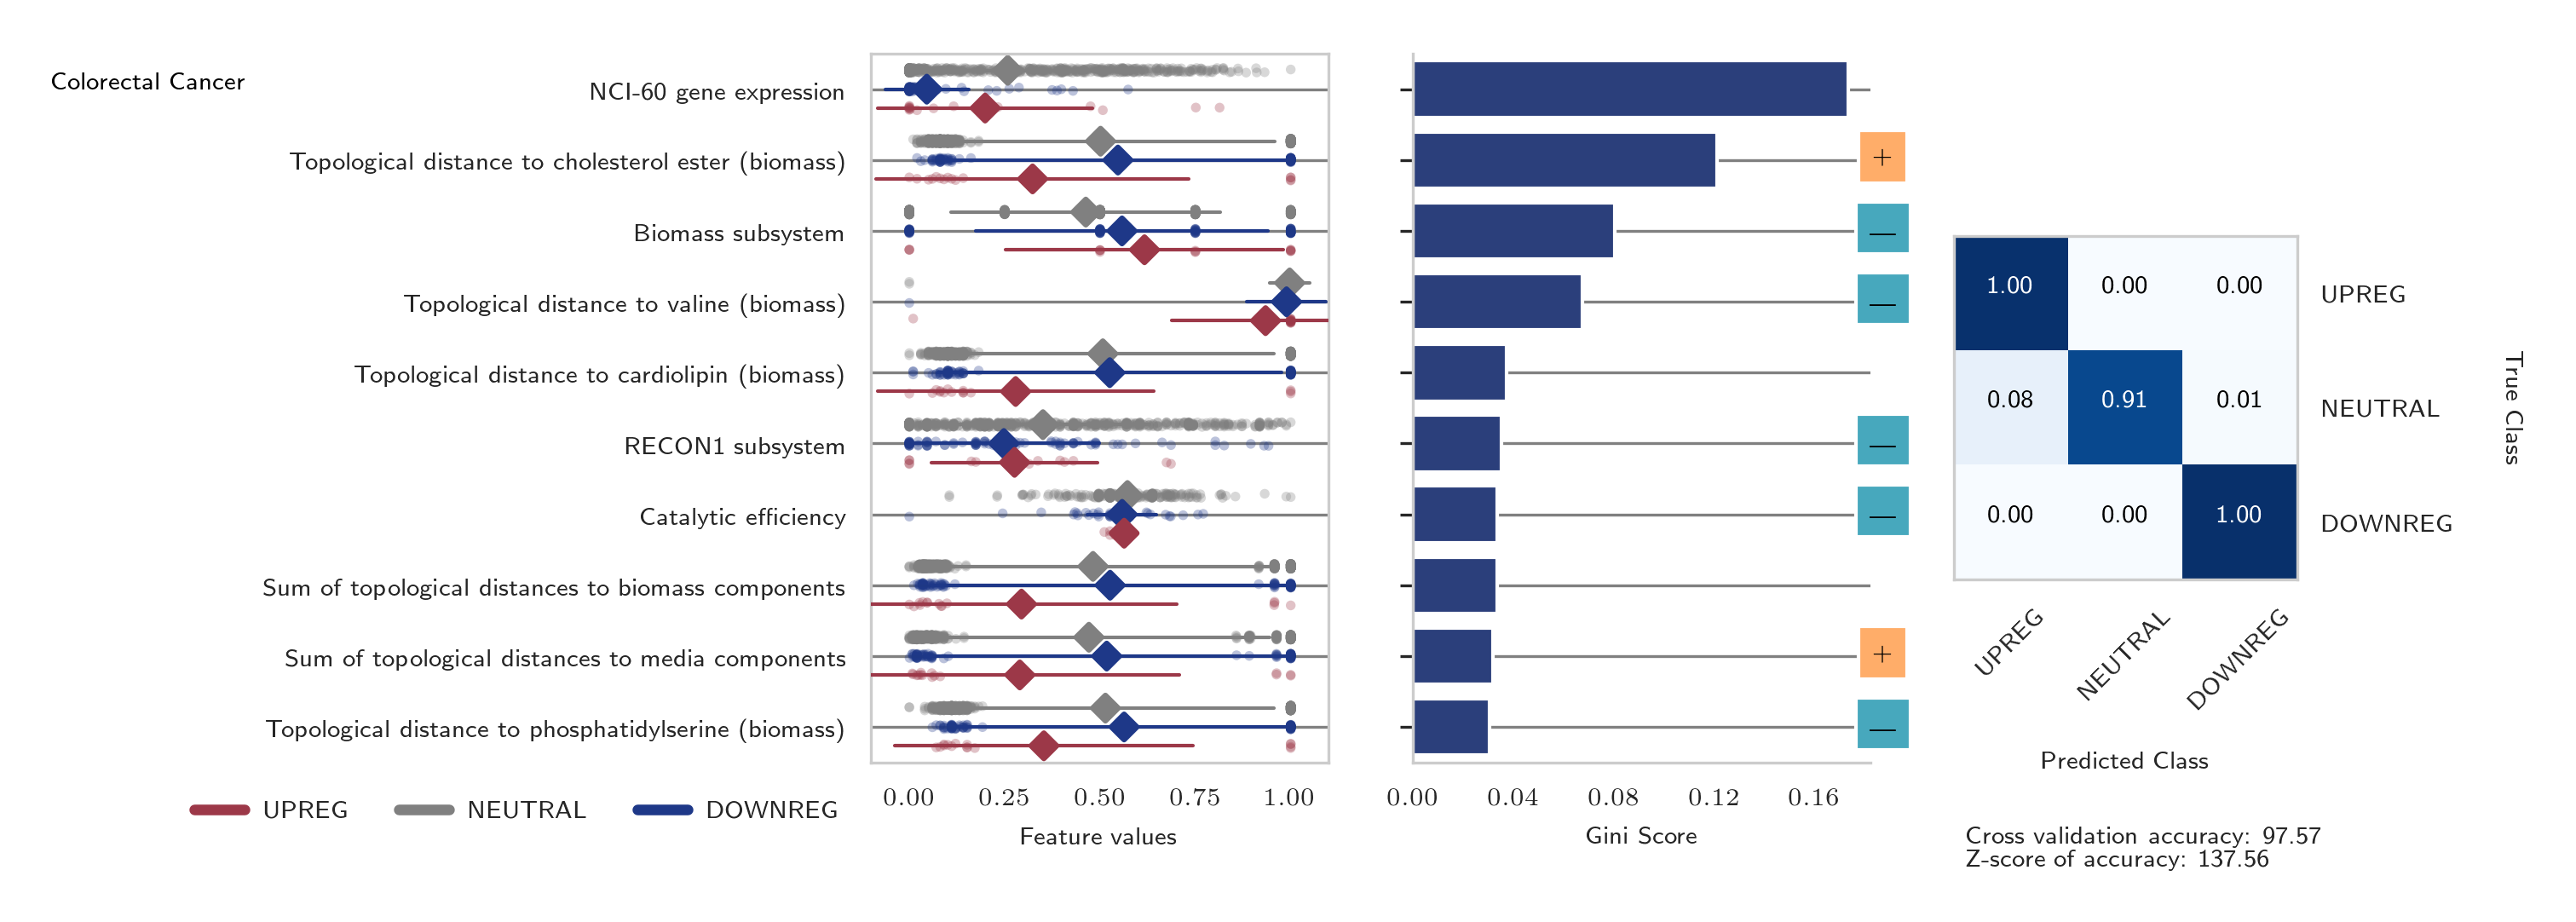 Colorectal Cancer
NCI-60 gene expression
Topological distance to cholesterol ester (biomass)
Biomass subsystem
Topological distance to valine (biomass)
Topological distance to cardiolipin (biomass)
RECON1 subsystem
Catalytic efficiency
Sum of topological distances to biomass components
Sum of topological distances to media components
Topological distance to phosphatidylserine (biomass)
UPREG NEUTRAL DOWNREG
0.00 0.25 0.50 0.75 1.00
Feature values
+
—
—
—
—
+
—
0.00 0.04 0.08 0.12 0.16
Gini Score
1.00 0.00 0.00 UPREG
0.08 0.91 0.01 NEUTRAL
0.00 0.00 1.00 DOWNREG
True Class
UPREG NEUTRAL DOWNREG
Predicted Class
Cross validation accuracy: 97.57
Z-score of accuracy: 137.56